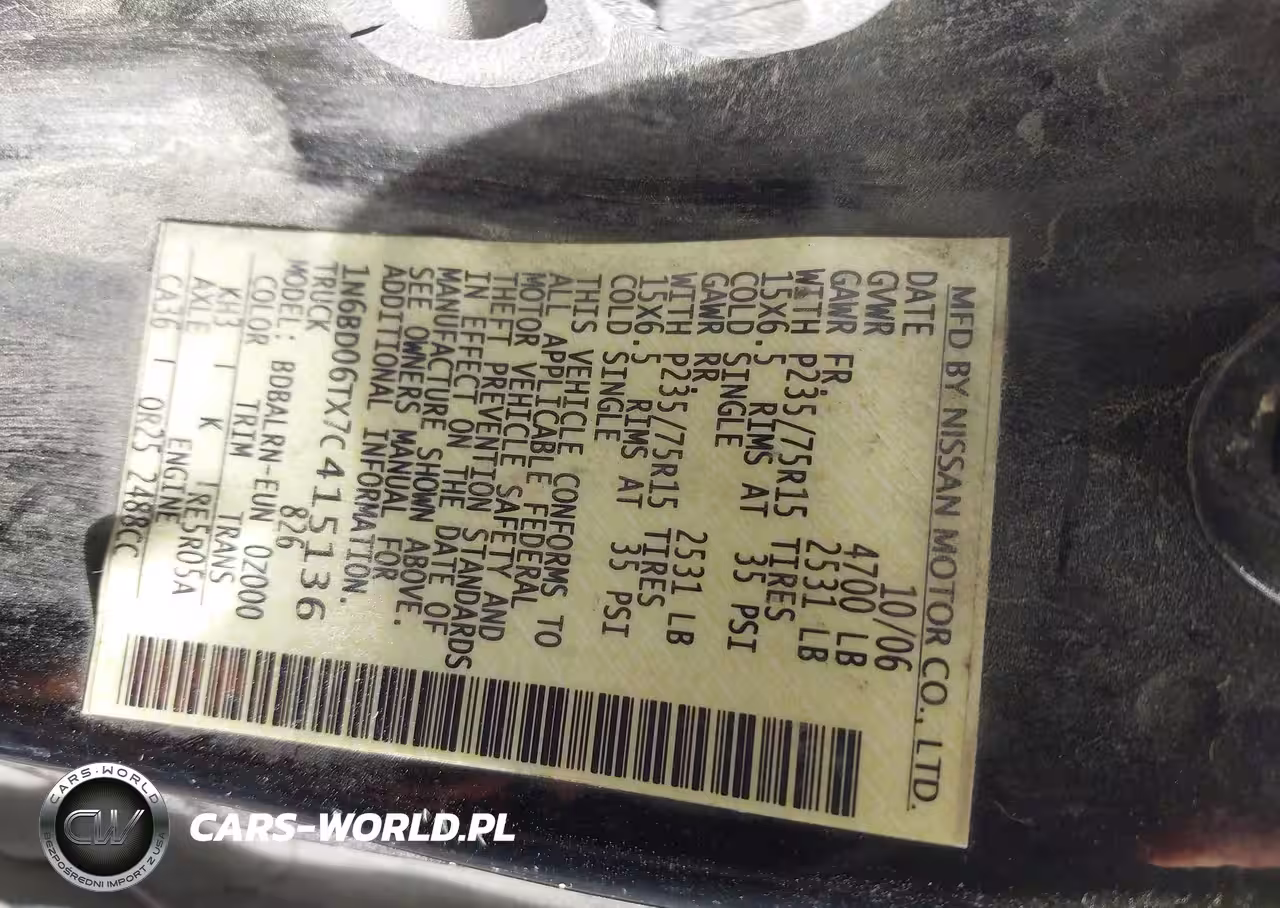 MFD BY NISSAN MOTOR CO., LTD.
DATE 10/06
GVWR 4700 LB
GAWR FR 2531 LB
WITH P235/75R15 TIRES
15X6.5 RIMS AT 35 PSI
COLD. SINGLE
GAWR RR 2531 LB
WITH P235/75R15 TIRES
15X6.5 RIMS AT 35 PSI
COLD. SINGLE
THIS VEHICLE CONFORMS TO
ALL APPLICABLE FEDERAL
MOTOR VEHICLE SAFETY AND
THEFT PREVENTION STANDARDS
IN EFFECT ON THE DATE OF
MANUFACTURE SHOWN ABOVE.
SEE OWNERS MANUAL FOR
ADDITIONAL INFORMATION.
1N6BD06TX7C415136
TRUCK 826
MODEL: BDBALRN-EUN 0Z000
COLOR TRIM TRANS
KH3 I K I RE5R05A
AXLE ENGINE
CA36 I QR25 2488CC
CARS-WORLD
CW
BEZPOŚREDNI IMPORT Z USA
CARS-WORLD.PL